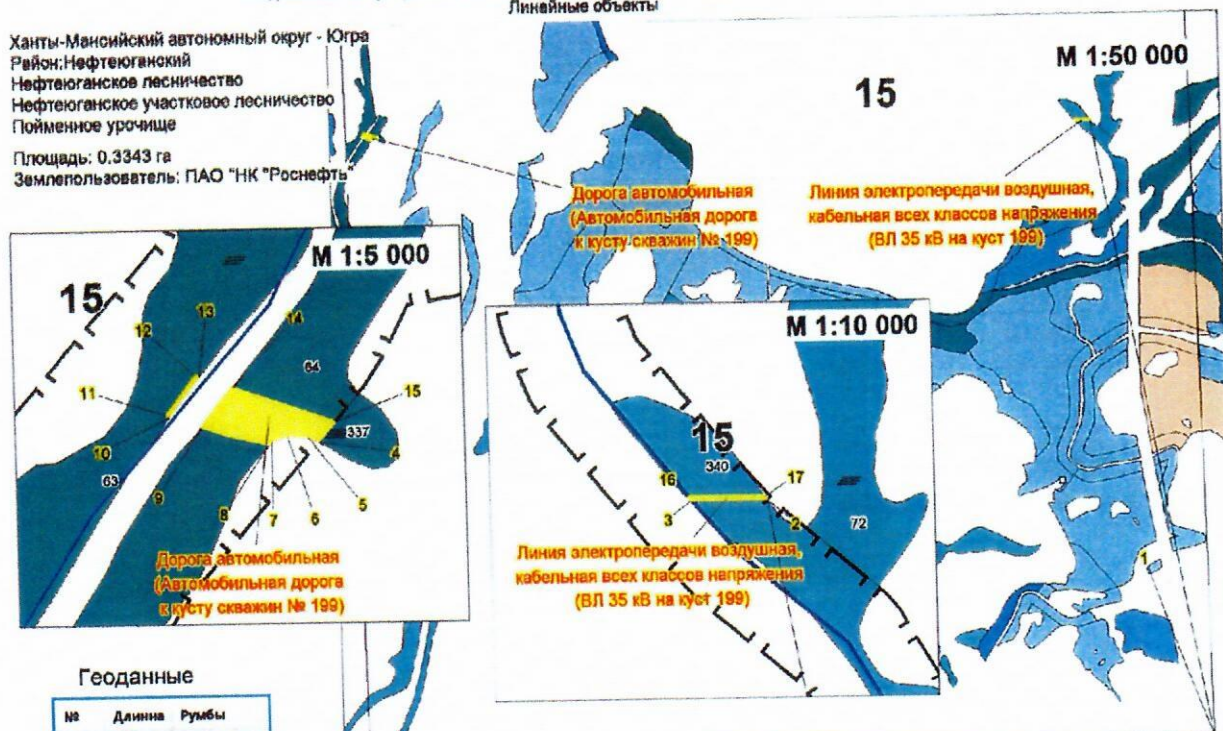 Линейные объекты
Ханты-Мансийский автономный округ - Югра
Район:Нефтеюганский
Нефтеюганское лесничество
Нефтеюганское участковое лесничество
Пойменное урочище
Площадь: 0.3343 га
Землепользователь: ПАО "НК "Роснефть"
М 1:50 000
15
Дорога автомобильная
(Автомобильная дорога
к кусту скважин № 199)
Линия электропередачи воздушная,
кабельная всех классов напряжения
(ВЛ 35 кВ на куст 199)
М 1:5 000
15
13
12
14
64
11
15
337
10
4
63
9
5
8
7
6
Дорога автомобильная
(Автомобильная дорога
к кусту скважин № 199)
М 1:10 000
15
340
16
17
3
2
72
Линия электропередачи воздушная,
кабельная всех классов напряжения
(ВЛ 35 кВ на куст 199)
1
Геоданные
№ Длинна Румбы